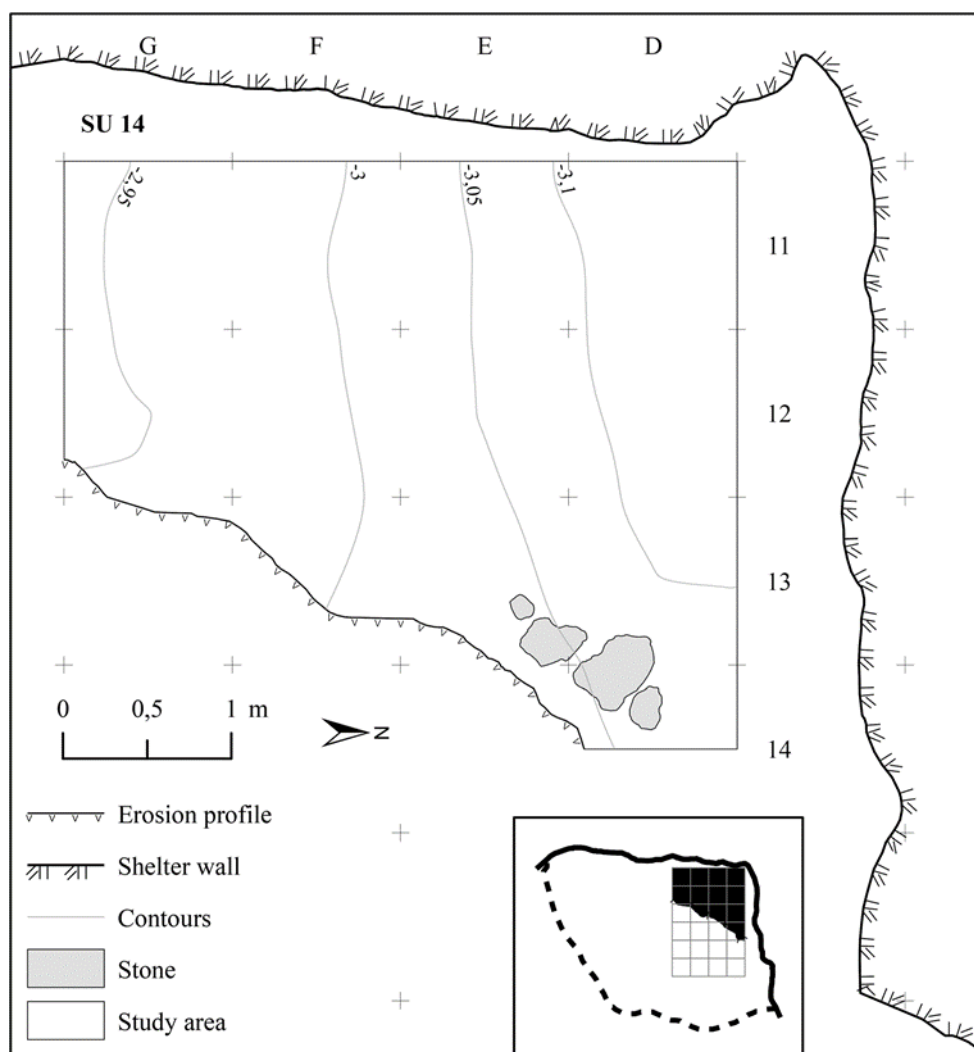 G F E D
SU 14
-2,95 -3 -3,05 -3,1
11
12
13
14
0 0,5 1 m
N
Erosion profile
Shelter wall
Contours
Stone
Study area